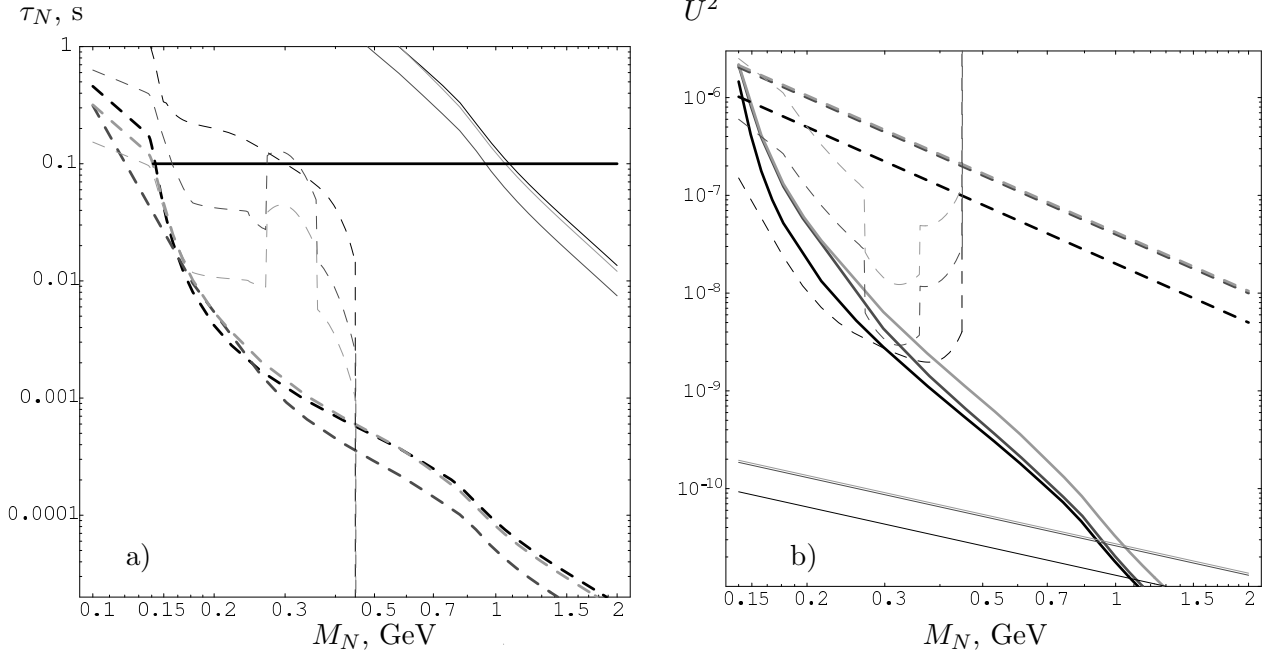 τ_N, s
1
0.1
0.01
0.001
0.0001
a)
0.1 0.15 0.2 0.3 0.5 0.7 1 1.5 2
M_N, GeV
U²
10⁻⁶
10⁻⁷
10⁻⁸
10⁻⁹
10⁻¹⁰
b)
0.15 0.2 0.3 0.5 0.7 1 1.5 2
M_N, GeV